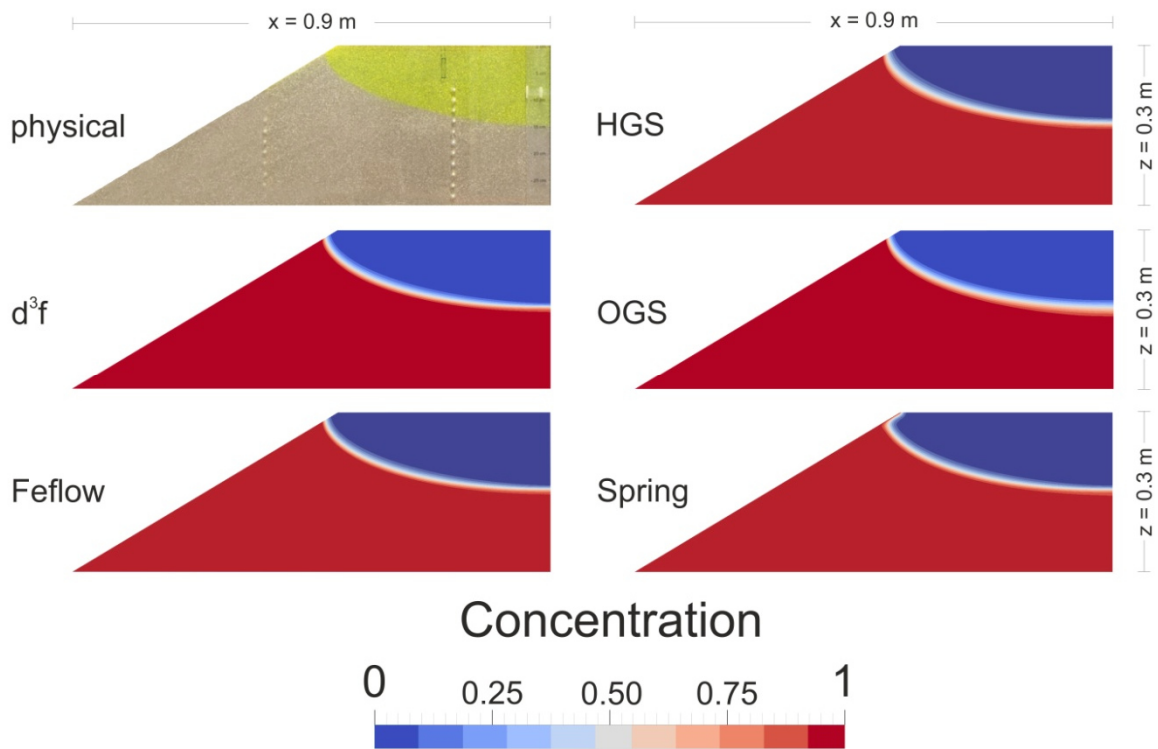 x = 0.9 m
x = 0.9 m
physical
HGS
z = 0.3 m
d³f
OGS
z = 0.3 m
Feflow
Spring
z = 0.3 m
Concentration
0 0.25 0.50 0.75 1